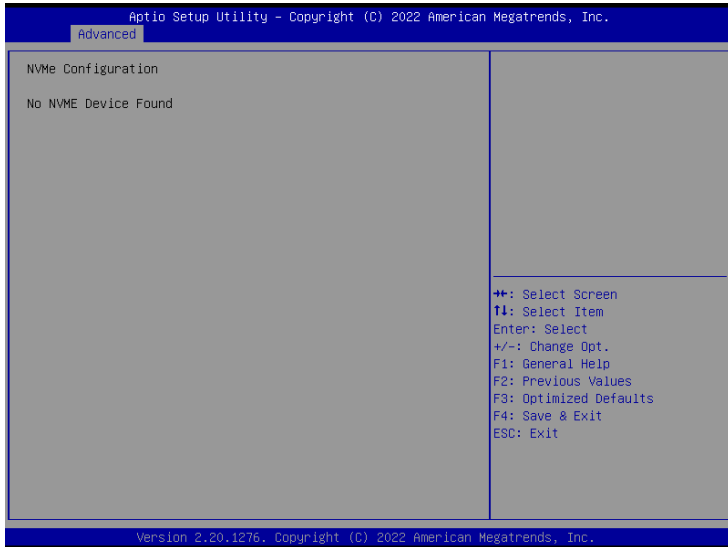 Aptio Setup Utility – Copyright (C) 2022 American Megatrends, Inc.
Advanced
NVMe Configuration
No NVME Device Found
→←: Select Screen
↑↓: Select Item
Enter: Select
+/-: Change Opt.
F1: General Help
F2: Previous Values
F3: Optimized Defaults
F4: Save & Exit
ESC: Exit
Version 2.20.1276. Copyright (C) 2022 American Megatrends, Inc.